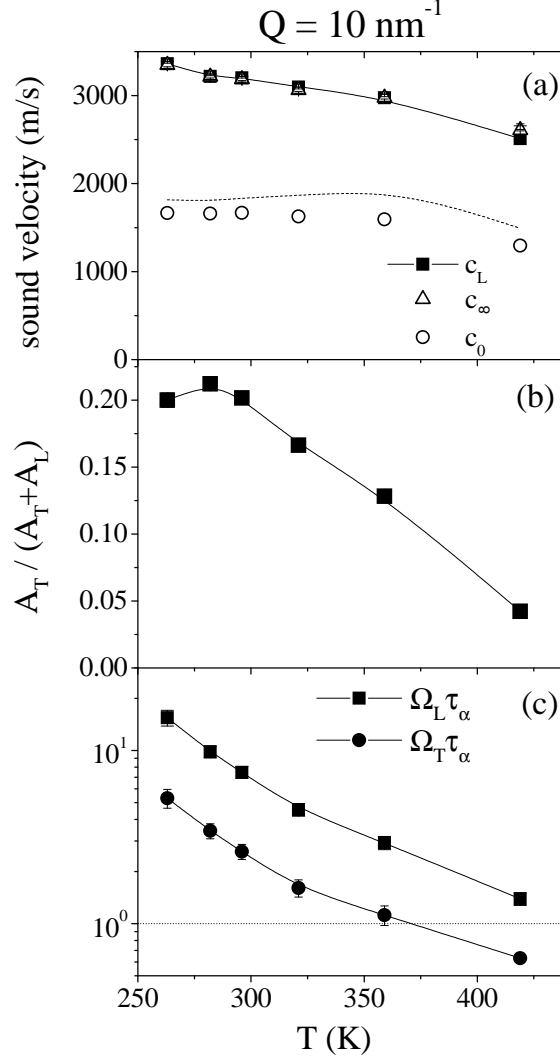 Q = 10 nm⁻¹
(a)
sound velocity (m/s)
3000
2000
1000
0
c_L
c_∞
c_0
(b)
A_T / (A_T+A_L)
0.20
0.15
0.10
0.05
0.00
(c)
Ω_Lτ_α
Ω_Tτ_α
10¹
10⁰
250 300 350 400
T (K)